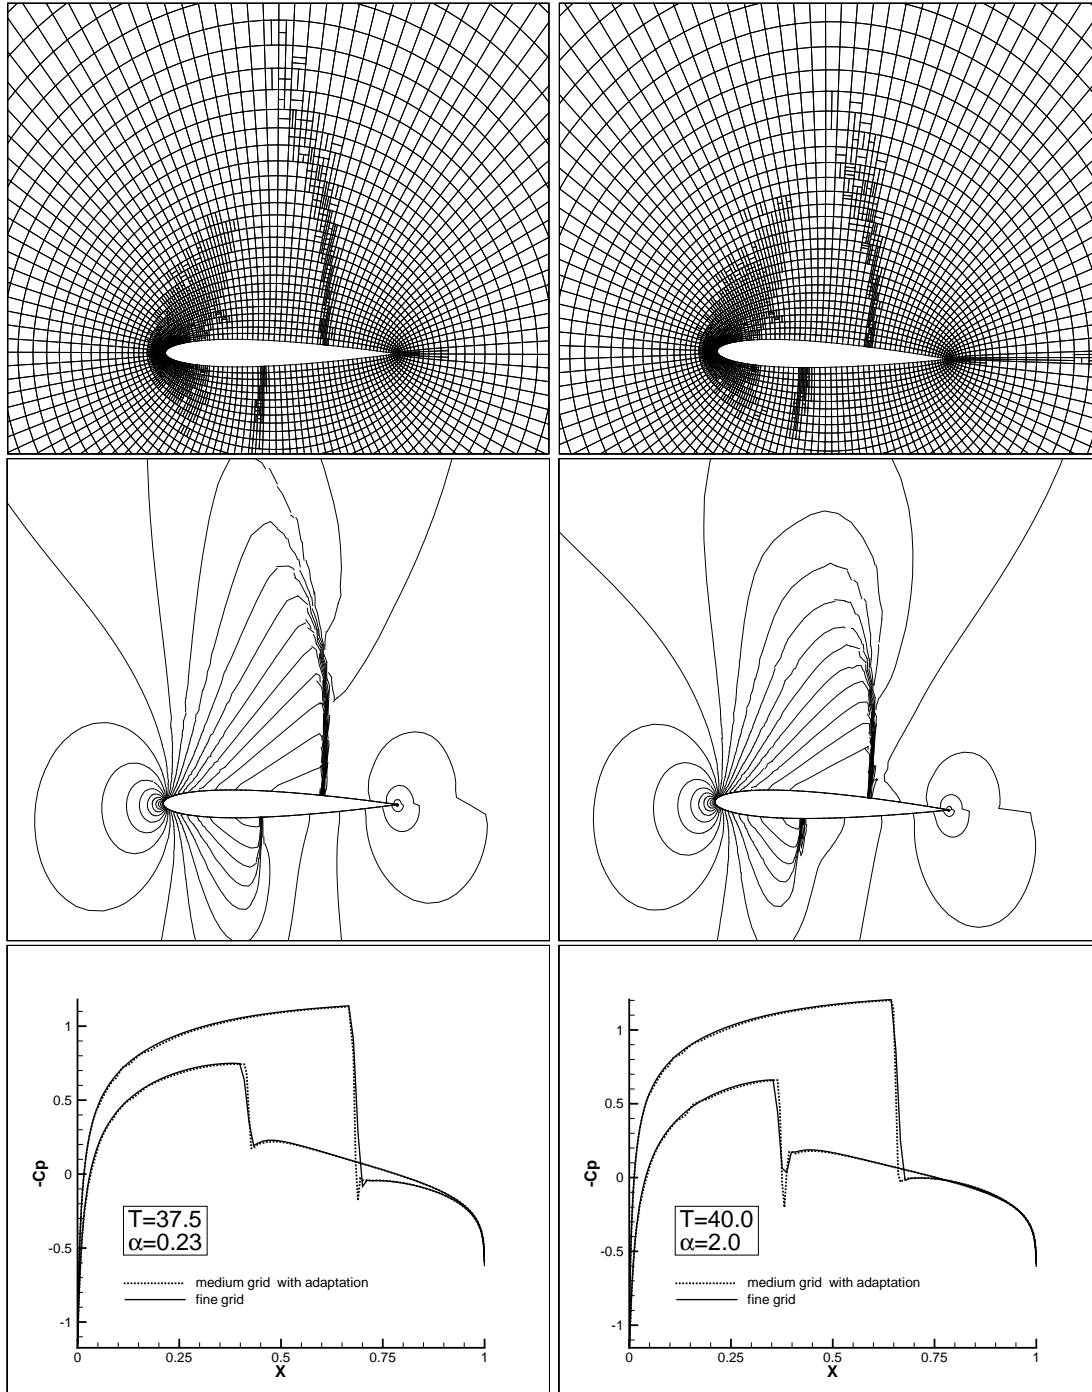 1
0.5
0
-0.5
-1
-Cp
T=37.5
α=0.23
medium grid with adaptation
fine grid
0
0.25
0.5
0.75
1
X
1
0.5
0
-0.5
-1
-Cp
T=40.0
α=2.0
medium grid with adaptation
fine grid
0
0.25
0.5
0.75
1
X